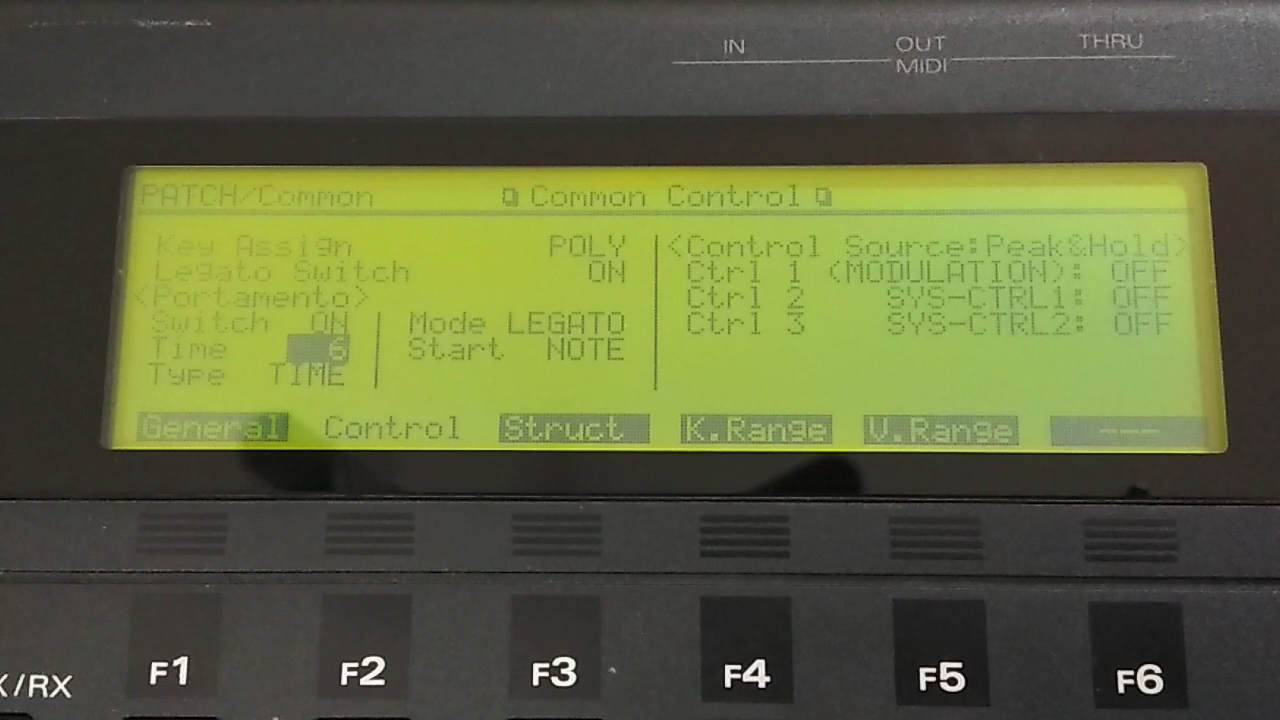 IN OUT THRU
MIDI
PATCH/Common Common Control
Key Assign POLY
Legato Switch ON
<Portamento>
Switch ON Mode LEGATO
Time 6 Start NOTE
Type TIME
<Control Source:Peak&Hold>
Ctrl 1 (MODULATION): OFF
Ctrl 2 SYS-CTRL1: OFF
Ctrl 3 SYS-CTRL2: OFF
General Control Struct K.Range V.Range ---
F1 F2 F3 F4 F5 F6
/RX